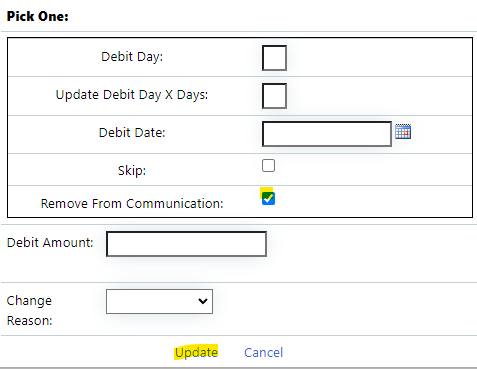 Pick One:
Debit Day:
Update Debit Day X Days:
Debit Date:
Skip:
Remove From Communication:
Debit Amount:
Change
Reason:
Update Cancel